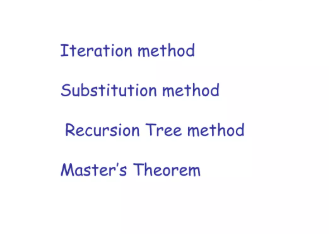 Iteration method
Substitution method
Recursion Tree method
Master's Theorem